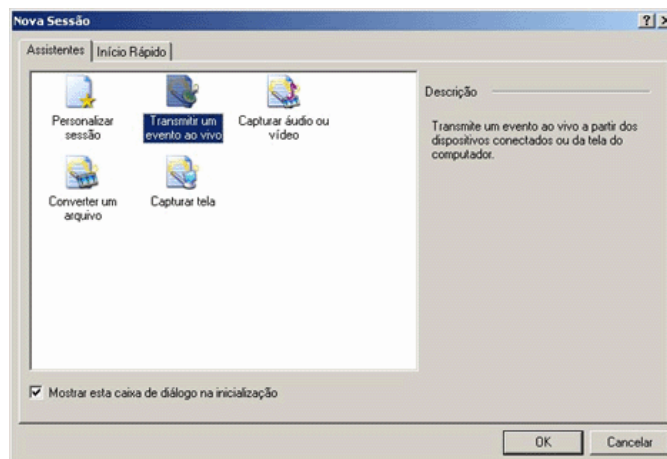 Nova Sessão
Assistentes
Início Rápido
Personalizar
sessão
Transmitir um
evento ao vivo
Capturar áudio ou
vídeo
Converter um
arquivo
Capturar tela
Descrição
Transmite um evento ao vivo a partir dos
dispositivos conectados ou da tela do
computador.
Mostrar esta caixa de diálogo na inicialização
OK
Cancelar